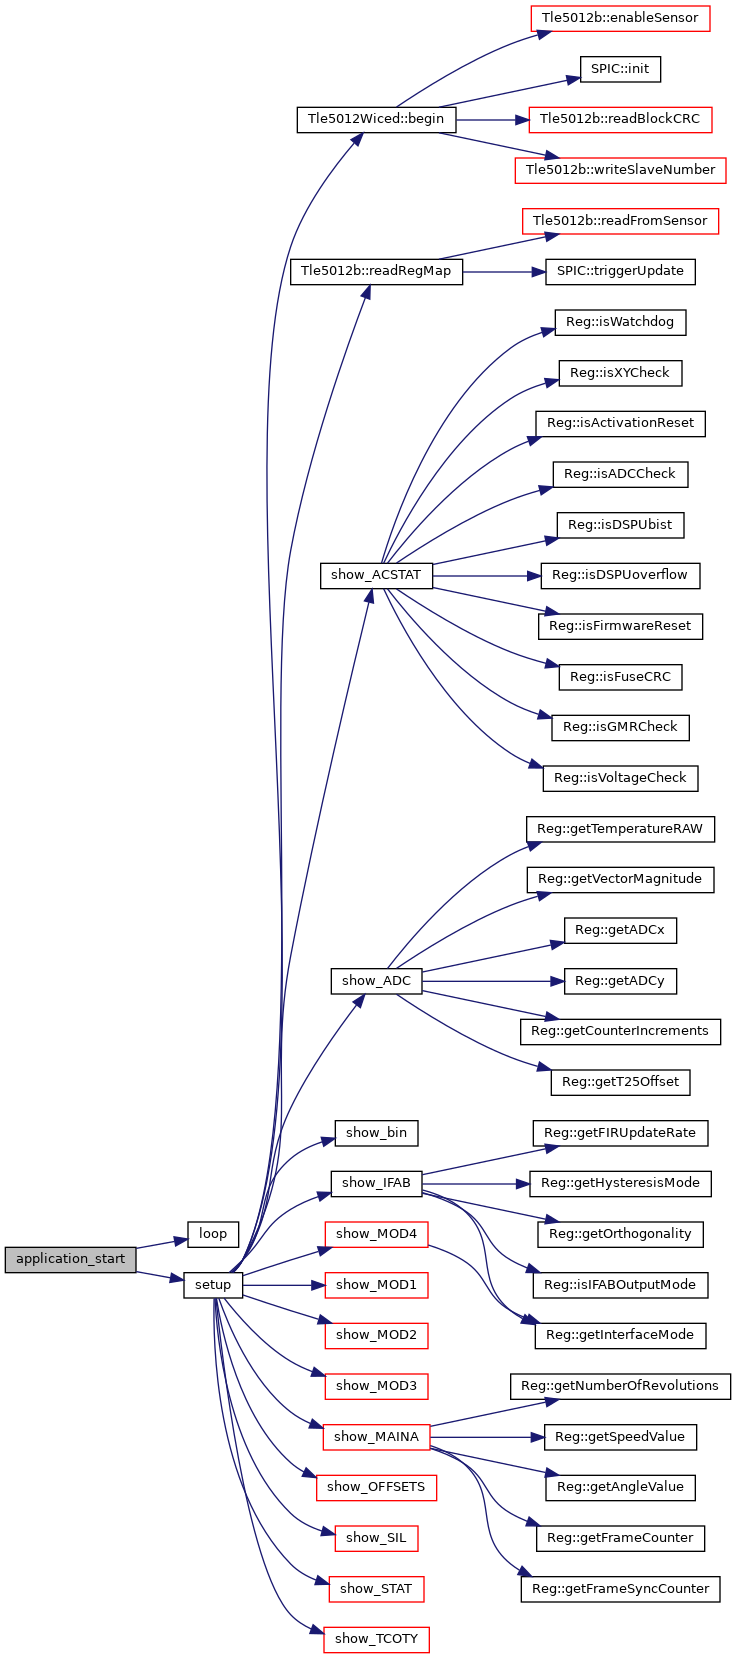 Tle5012b::enableSensor
SPIC::init
Tle5012Wiced::begin
Tle5012b::readBlockCRC
Tle5012b::writeSlaveNumber
Tle5012b::readFromSensor
Tle5012b::readRegMap
SPIC::triggerUpdate
Reg::isWatchdog
Reg::isXYCheck
Reg::isActivationReset
Reg::isADCCheck
Reg::isDSPUbist
show_ACSTAT
Reg::isDSPUoverflow
Reg::isFirmwareReset
Reg::isFuseCRC
Reg::isGMRCheck
Reg::isVoltageCheck
Reg::getTemperatureRAW
Reg::getVectorMagnitude
Reg::getADCx
show_ADC
Reg::getADCy
Reg::getCounterIncrements
Reg::getT25Offset
show_bin
Reg::getFIRUpdateRate
show_IFAB
Reg::getHysteresisMode
loop
show_MOD4
Reg::getOrthogonality
application_start
setup
show_MOD1
Reg::isIFABOutputMode
show_MOD2
Reg::getInterfaceMode
show_MOD3
Reg::getNumberOfRevolutions
show_MAINA
Reg::getSpeedValue
show_OFFSETS
Reg::getAngleValue
show_SIL
Reg::getFrameCounter
show_STAT
Reg::getFrameSyncCounter
show_TCOTY